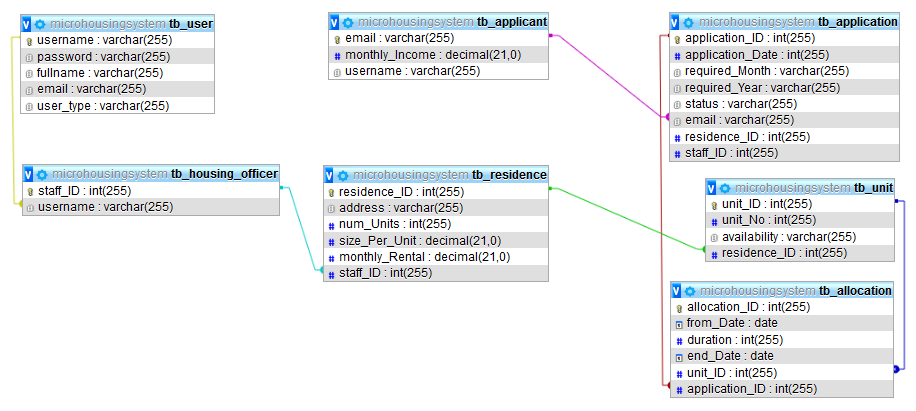 microhousingsystem tb_user
username : varchar(255)
password : varchar(255)
fullname : varchar(255)
email : varchar(255)
user_type : varchar(255)
microhousingsystem tb_applicant
email : varchar(255)
monthly_Income : decimal(21,0)
username : varchar(255)
microhousingsystem tb_application
application_ID : int(255)
application_Date : int(255)
required_Month : varchar(255)
required_Year : varchar(255)
status : varchar(255)
email : varchar(255)
residence_ID : int(255)
staff_ID : int(255)
microhousingsystem tb_housing_officer
staff_ID : int(255)
username : varchar(255)
microhousingsystem tb_residence
residence_ID : int(255)
address : varchar(255)
num_Units : int(255)
size_Per_Unit : decimal(21,0)
monthly_Rental : decimal(21,0)
staff_ID : int(255)
microhousingsystem tb_unit
unit_ID : int(255)
unit_No : int(255)
availability : varchar(255)
residence_ID : int(255)
microhousingsystem tb_allocation
allocation_ID : int(255)
from_Date : date
duration : int(255)
end_Date : date
unit_ID : int(255)
application_ID : int(255)